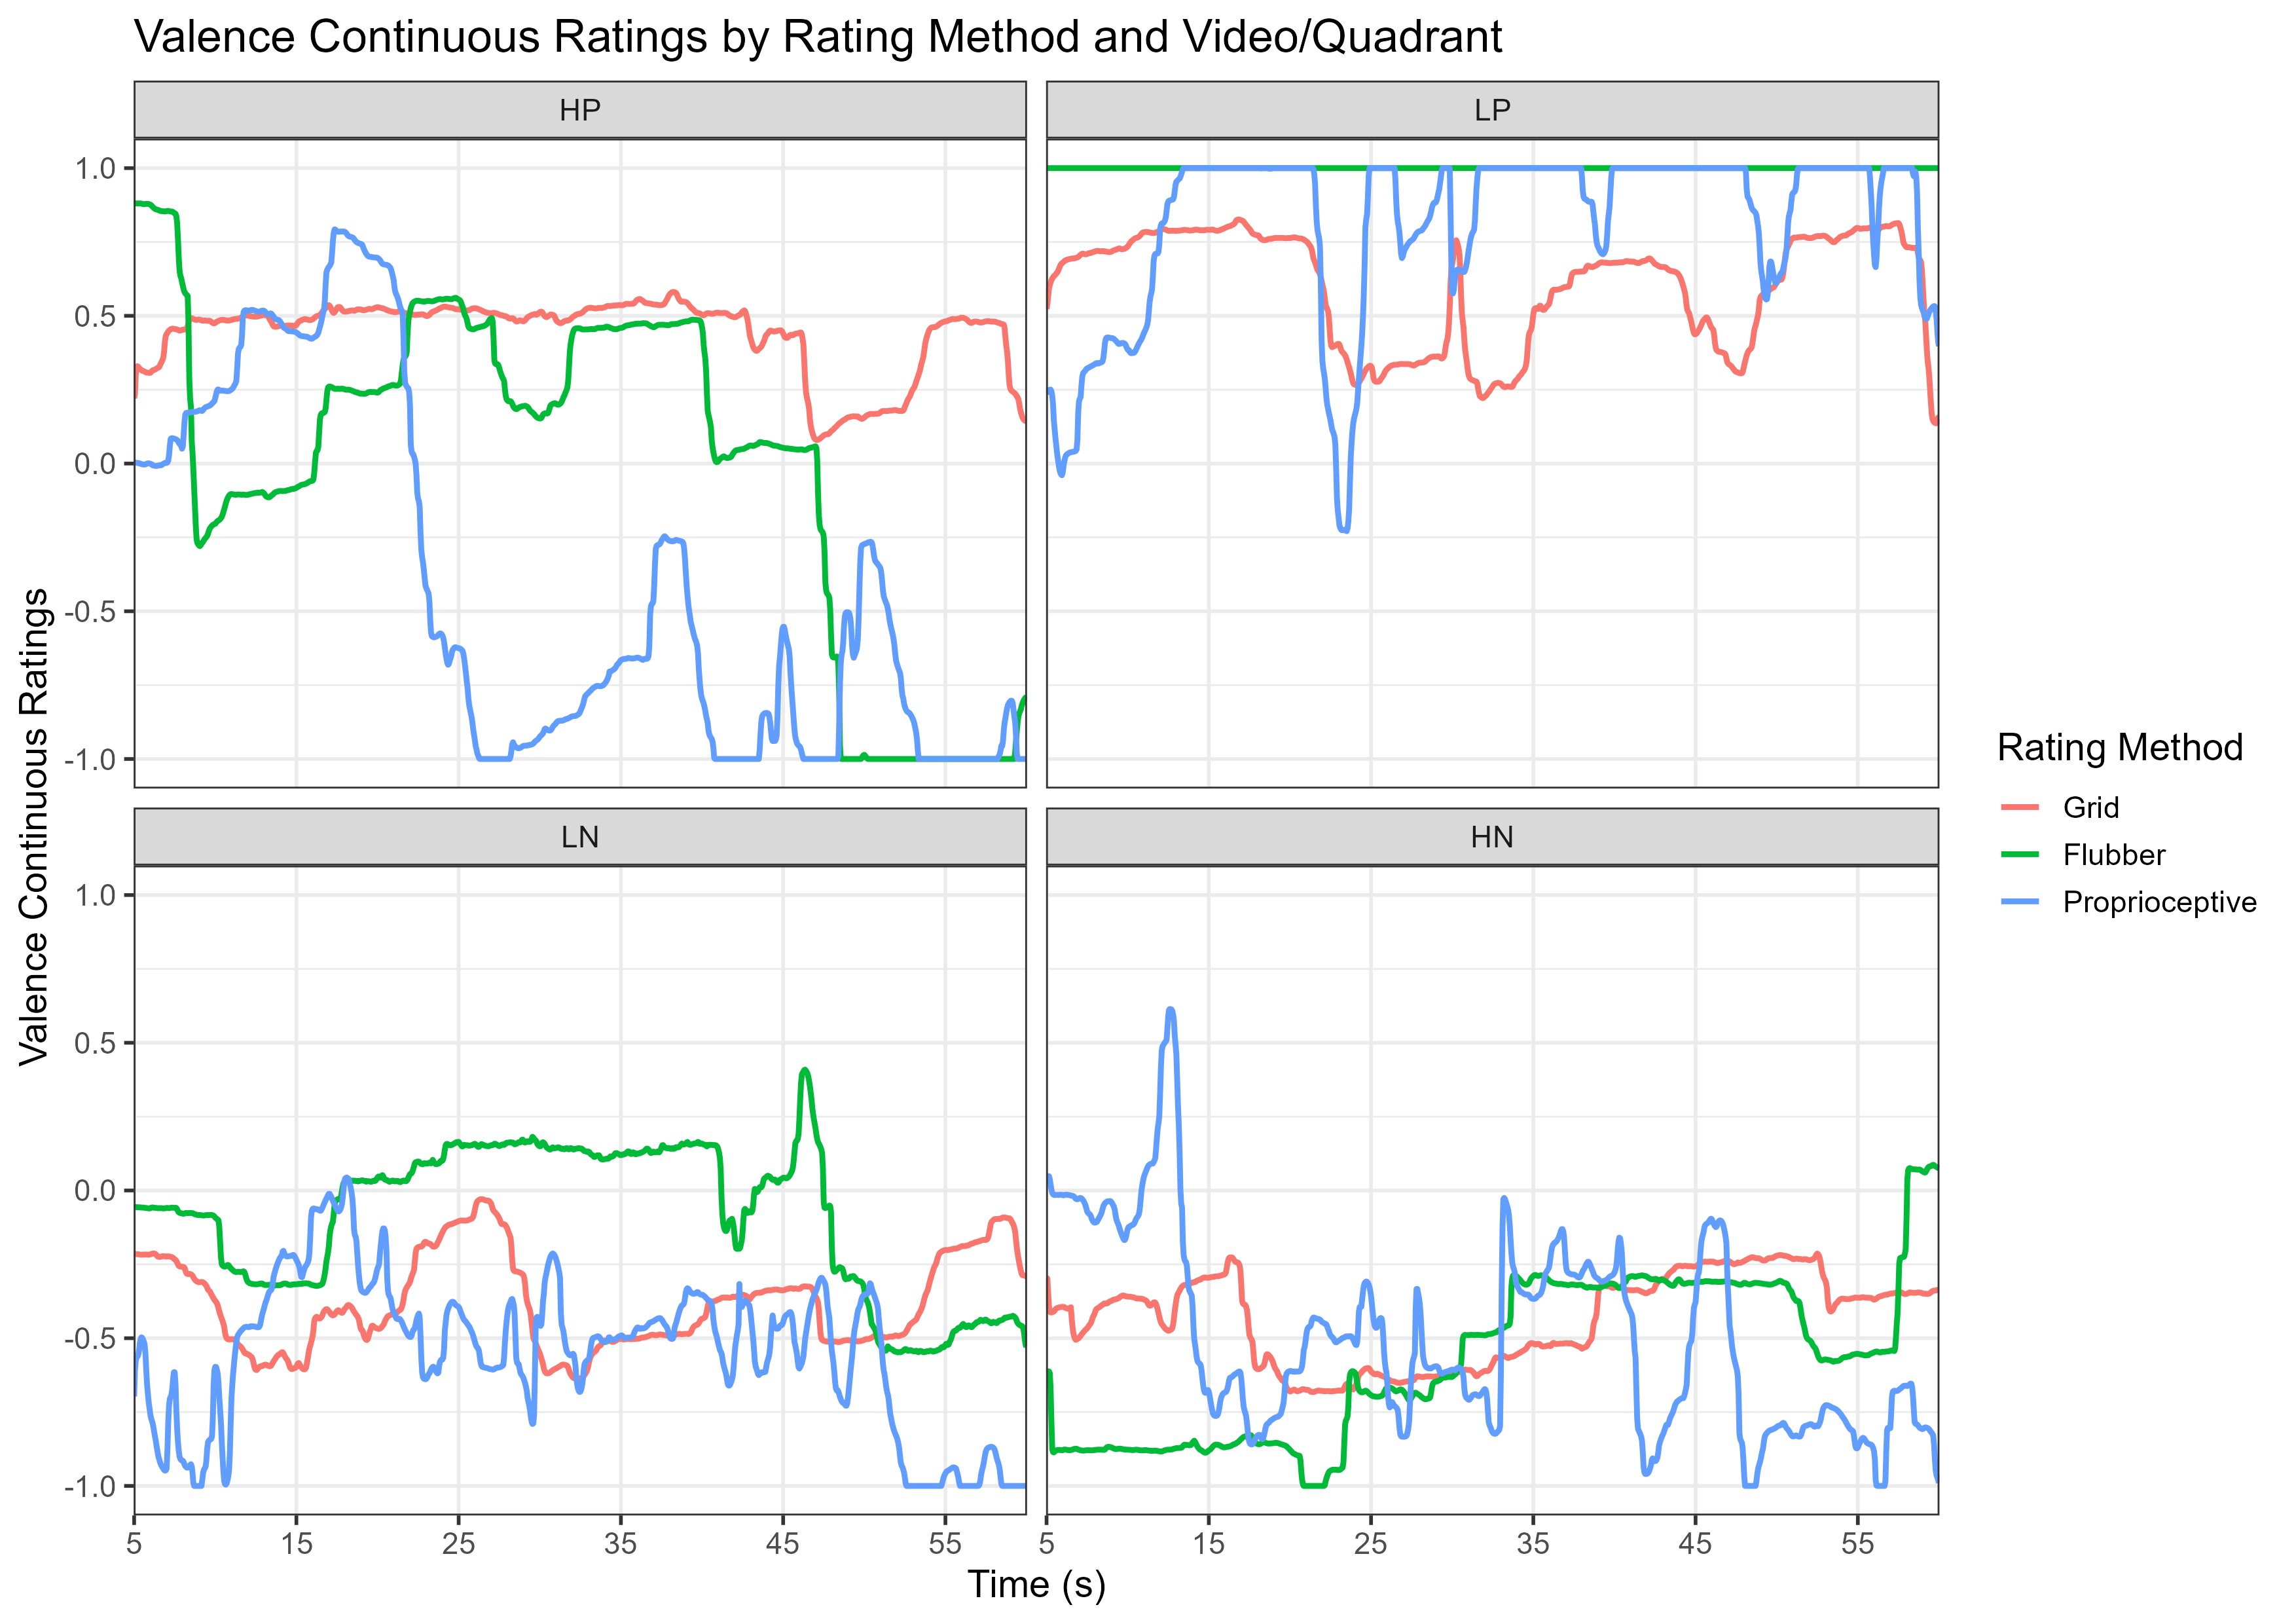 Valence Continuous Ratings by Rating Method and Video/Quadrant
HP
LP
1.0
0.5
0.0
-0.5
-1.0
LN
HN
1.0
0.5
0.0
-0.5
-1.0
5 15 25 35 45 55
5 15 25 35 45 55
Time (s)
Valence Continuous Ratings
Rating Method
Grid
Flubber
Proprioceptive